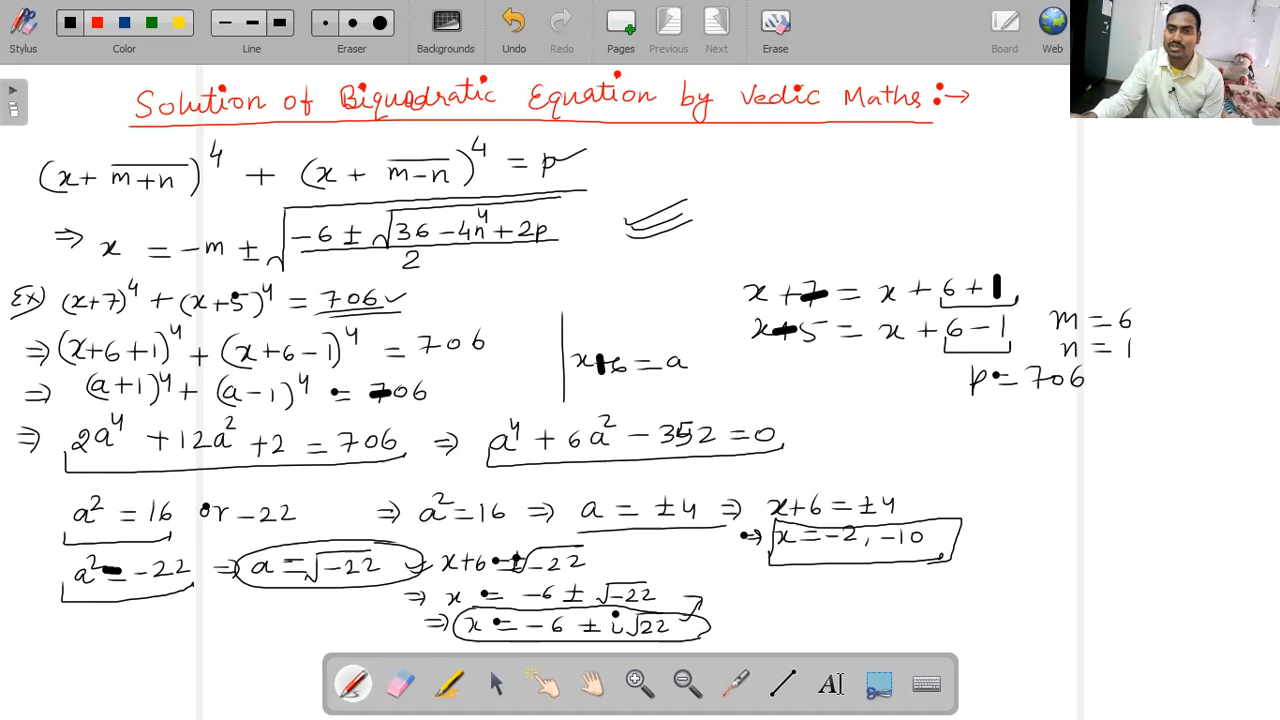 Stylus Color Line Eraser Backgrounds Undo Redo Pages Previous Next Erase Board Web
Solution of Biquadratic Equation by Vedic Maths :→
(x + m+n)⁴ + (x + m−n)⁴ = p
⇒ x = −m ± √((−6 ± √(36 − 4n⁴ + 2p))/2)
Ex) (x+7)⁴ + (x+5)⁴ = 706
⇒ (x+6+1)⁴ + (x+6−1)⁴ = 706
x+6 = a
⇒ (a+1)⁴ + (a−1)⁴ = 706
x+7 = x + 6+1
x+5 = x + 6−1
m = 6
n = 1
p = 706
⇒ 2a⁴ + 12a² + 2 = 706 ⇒ a⁴ + 6a² − 352 = 0
a² = 16 or −22 ⇒ a² = 16 ⇒ a = ±4 ⇒ x+6 = ±4
⇒ x = −2, −10
a² = −22 ⇒ a = √−22 x+6 = ±√−22
⇒ x = −6 ± √−22
⇒ x = −6 ± i√22
AI